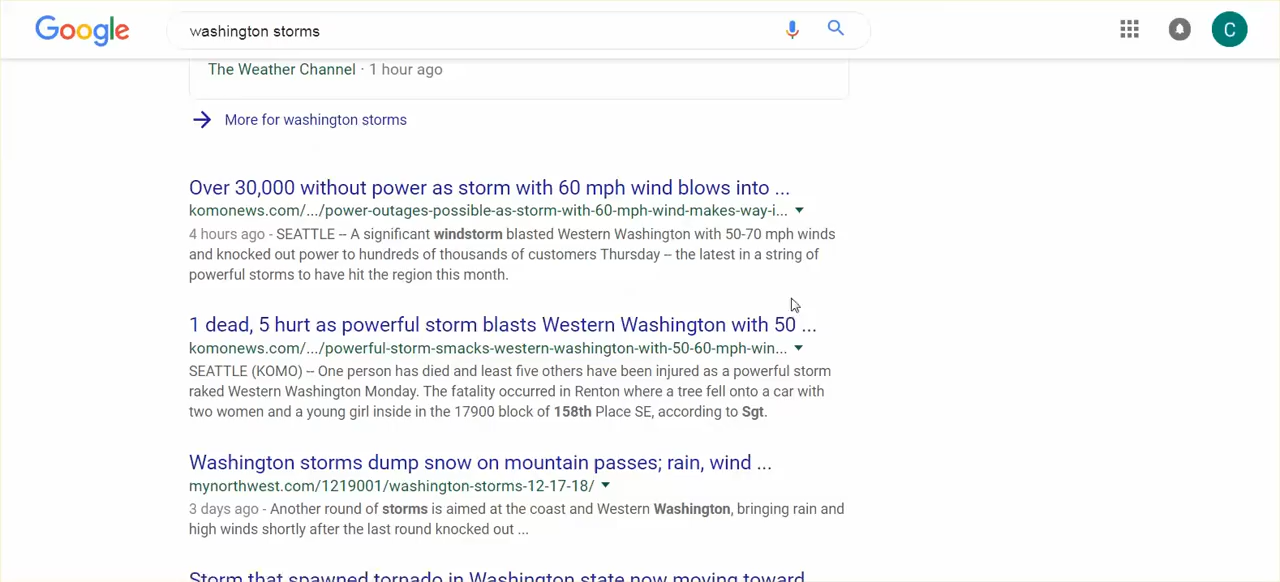 Google
washington storms
C
The Weather Channel · 1 hour ago
More for washington storms
Over 30,000 without power as storm with 60 mph wind blows into ...
komonews.com/.../power-outages-possible-as-storm-with-60-mph-wind-makes-way-i...
4 hours ago - SEATTLE -- A significant windstorm blasted Western Washington with 50-70 mph winds
and knocked out power to hundreds of thousands of customers Thursday -- the latest in a string of
powerful storms to have hit the region this month.
1 dead, 5 hurt as powerful storm blasts Western Washington with 50 ...
komonews.com/.../powerful-storm-smacks-western-washington-with-50-60-mph-win...
SEATTLE (KOMO) -- One person has died and least five others have been injured as a powerful storm
raked Western Washington Monday. The fatality occurred in Renton where a tree fell onto a car with
two women and a young girl inside in the 17900 block of 158th Place SE, according to Sgt.
Washington storms dump snow on mountain passes; rain, wind ...
mynorthwest.com/1219001/washington-storms-12-17-18/
3 days ago - Another round of storms is aimed at the coast and Western Washington, bringing rain and
high winds shortly after the last round knocked out ...
Storm that spawned tornado in Washington state now moving toward